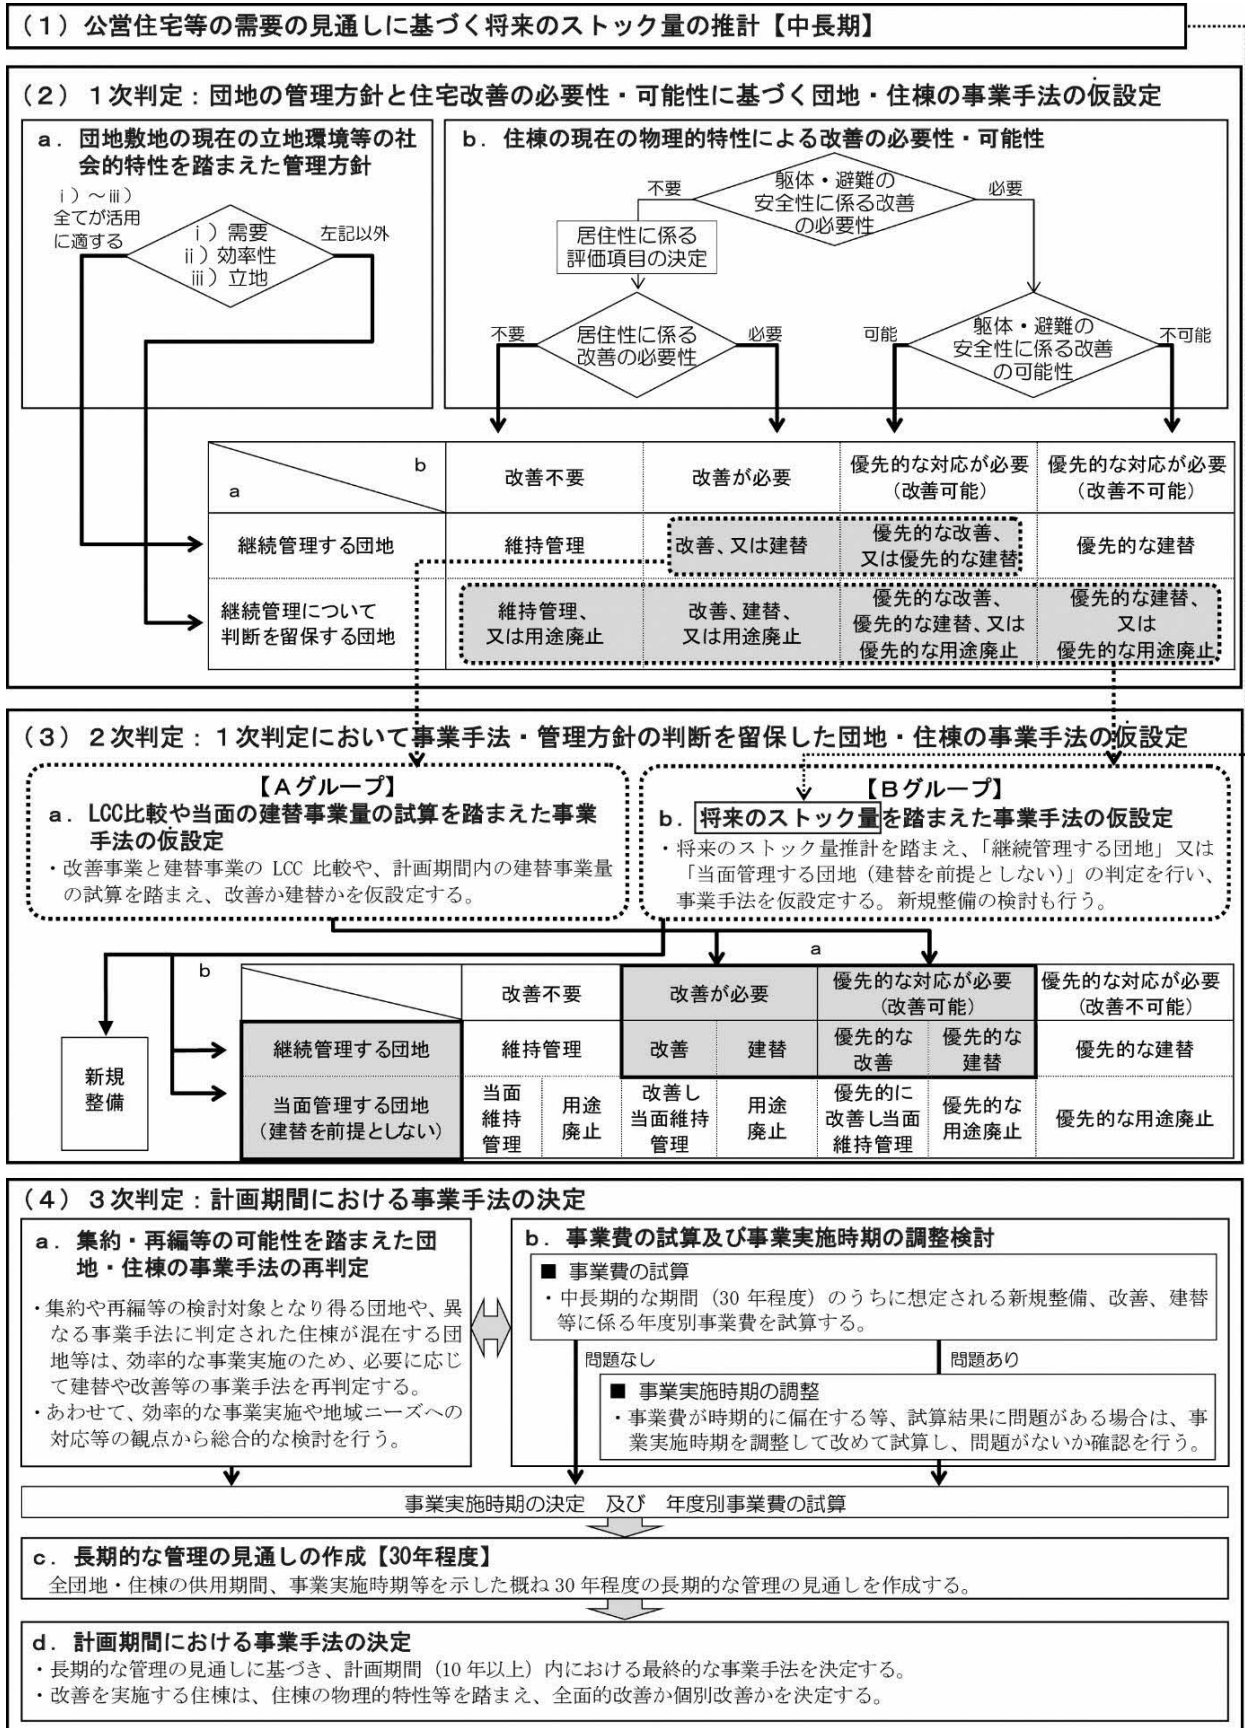 （１）公営住宅等の需要の見通しに基づく将来のストック量の推計【中長期】
（２）１次判定：団地の管理方針と住宅改善の必要性・可能性に基づく団地・住棟の事業手法の仮設定
a．団地敷地の現在の立地環境等の社
会的特性を踏まえた管理方針
ⅰ）～ⅲ）
全てが活用
に適する
ⅰ）需要
ⅱ）効率性
ⅲ）立地
左記以外
b．住棟の現在の物理的特性による改善の必要性・可能性
不要
躯体・避難の
安全性に係る改善
の必要性
必要
居住性に係る
評価項目の決定
不要
居住性に係る
改善の必要性
必要
可能
躯体・避難の
安全性に係る改善
の可能性
不可能
b
a
改善不要
改善が必要
優先的な対応が必要
（改善可能）
優先的な対応が必要
（改善不可能）
継続管理する団地
維持管理
改善、又は建替
優先的な改善、
又は優先的な建替
優先的な建替
継続管理について
判断を留保する団地
維持管理、
又は用途廃止
改善、建替、
又は用途廃止
優先的な改善、
優先的な建替、又は
優先的な用途廃止
優先的な建替、
又は
優先的な用途廃止
（３）２次判定：１次判定において事業手法・管理方針の判断を留保した団地・住棟の事業手法の仮設定
【Aグループ】
a．LCC比較や当面の建替事業量の試算を踏まえた事業
手法の仮設定
・改善事業と建替事業の LCC 比較や、計画期間内の建替事業量
の試算を踏まえ、改善か建替かを仮設定する。
【Bグループ】
b．将来のストック量を踏まえた事業手法の仮設定
・将来のストック量推計を踏まえ、「継続管理する団地」又は
「当面管理する団地（建替を前提としない）」の判定を行い、
事業手法を仮設定する。新規整備の検討も行う。
a
b
改善不要
改善が必要
優先的な対応が必要
（改善可能）
優先的な対応が必要
（改善不可能）
新規
整備
継続管理する団地
維持管理
改善
建替
優先的な
改善
優先的な
建替
優先的な建替
当面管理する団地
（建替を前提としない）
当面
維持
管理
用途
廃止
改善し
当面維持
管理
用途
廃止
優先的に
改善し当面
維持管理
優先的な
用途廃止
優先的な用途廃止
（４）３次判定：計画期間における事業手法の決定
a．集約・再編等の可能性を踏まえた団
地・住棟の事業手法の再判定
・集約や再編等の検討対象となり得る団地や、異
なる事業手法に判定された住棟が混在する団
地等は、効率的な事業実施のため、必要に応じ
て建替や改善等の事業手法を再判定する。
・あわせて、効率的な事業実施や地域ニーズへの
対応等の観点から総合的な検討を行う。
b．事業費の試算及び事業実施時期の調整検討
■ 事業費の試算
・中長期的な期間（30 年程度）のうちに想定される新規整備、改善、建替
等に係る年度別事業費を試算する。
問題なし
問題あり
■ 事業実施時期の調整
・事業費が時期的に偏在する等、試算結果に問題がある場合は、事
業実施時期を調整して改めて試算し、問題がないか確認を行う。
事業実施時期の決定　及び　年度別事業費の試算
c．長期的な管理の見通しの作成【30年程度】
全団地・住棟の供用期間、事業実施時期等を示した概ね 30 年程度の長期的な管理の見通しを作成する。
d．計画期間における事業手法の決定
・長期的な管理の見通しに基づき、計画期間（10 年以上）内における最終的な事業手法を決定する。
・改善を実施する住棟は、住棟の物理的特性等を踏まえ、全面的改善か個別改善かを決定する。